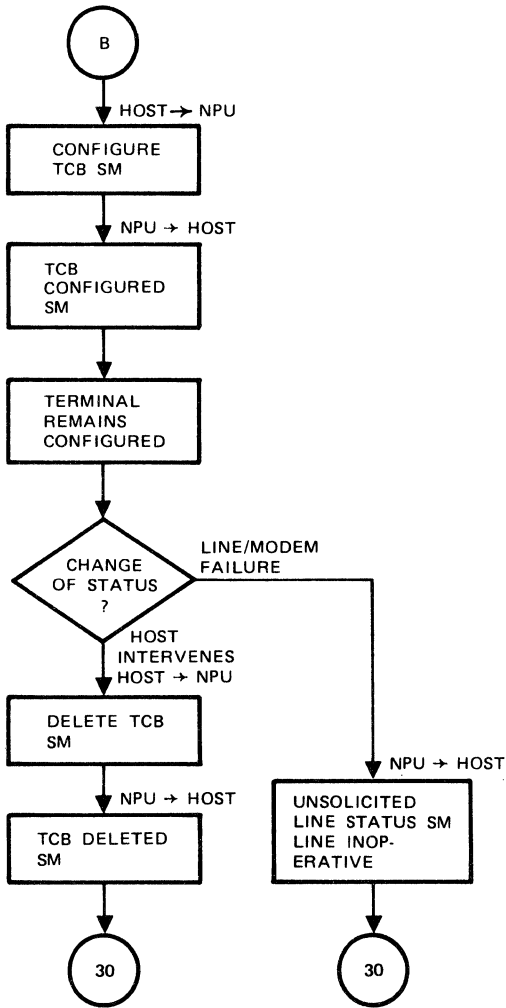 B
HOST → NPU
CONFIGURE
TCB SM
NPU → HOST
TCB
CONFIGURED
SM
TERMINAL
REMAINS
CONFIGURED
CHANGE
OF STATUS
?
LINE/MODEM
FAILURE
HOST
INTERVENES
HOST → NPU
DELETE TCB
SM
NPU → HOST
TCB DELETED
SM
30
NPU → HOST
UNSOLICITED
LINE STATUS SM
LINE INOP-
ERATIVE
30